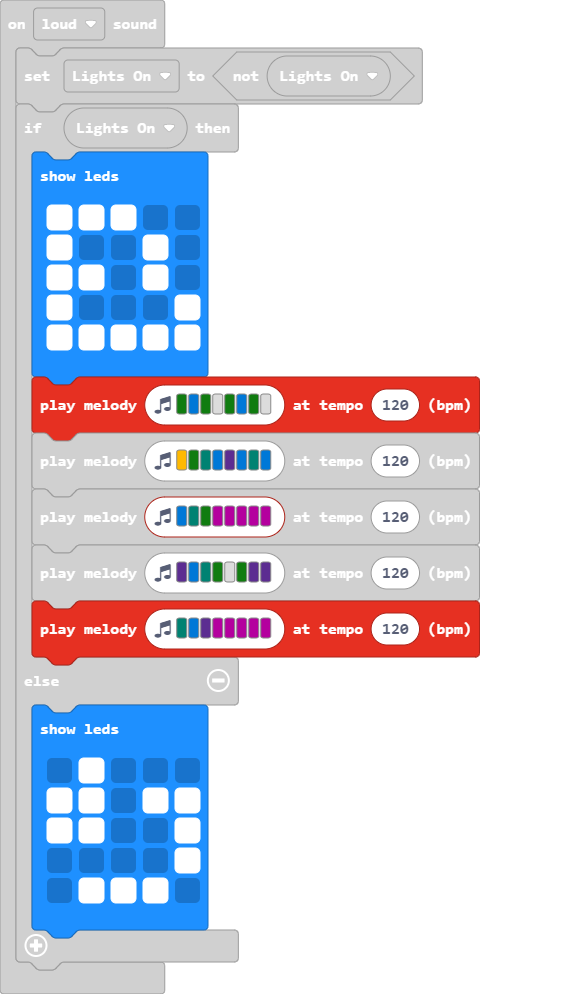 on loud sound
set Lights On to not Lights On
if Lights On then
show leds
play melody at tempo 120 (bpm)
play melody at tempo 120 (bpm)
play melody at tempo 120 (bpm)
play melody at tempo 120 (bpm)
play melody at tempo 120 (bpm)
else
show leds